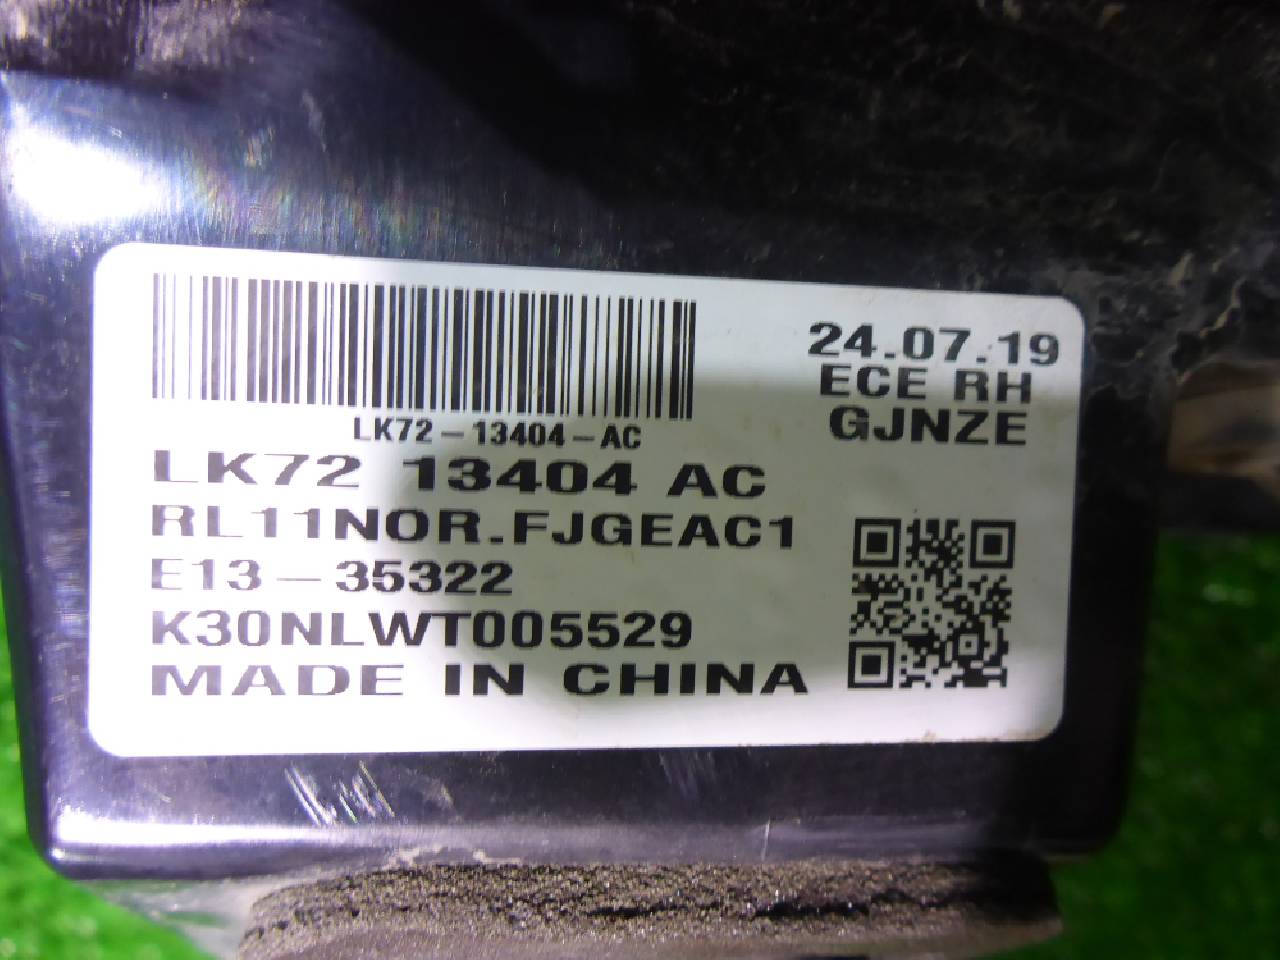 24.07.19
ECE RH
GJNZE
LK72-13404-AC
LK72 13404 AC
RL11NOR.FJGEAC1
E13-35322
K30NLWT005529
MADE IN CHINA